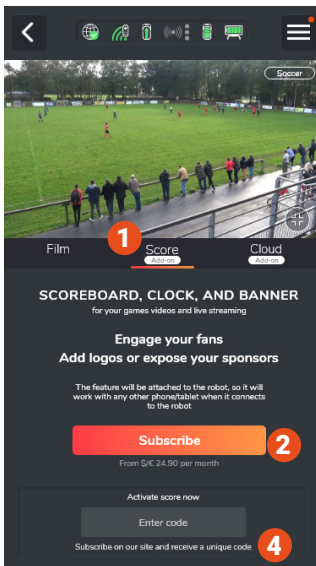 Soccer
1
Film
Score
Cloud
Add-on
Add-on
SCOREBOARD, CLOCK, AND BANNER
for your games videos and live streaming
Engage your fans
Add logos or expose your sponsors
The feature will be attached to the robot, so it will
work with any other phone/tablet when it connects
to the robot
Subscribe
2
From $/€ 24.90 per month
Activate score now
Enter code
Subscribe on our site and receive a unique code
4